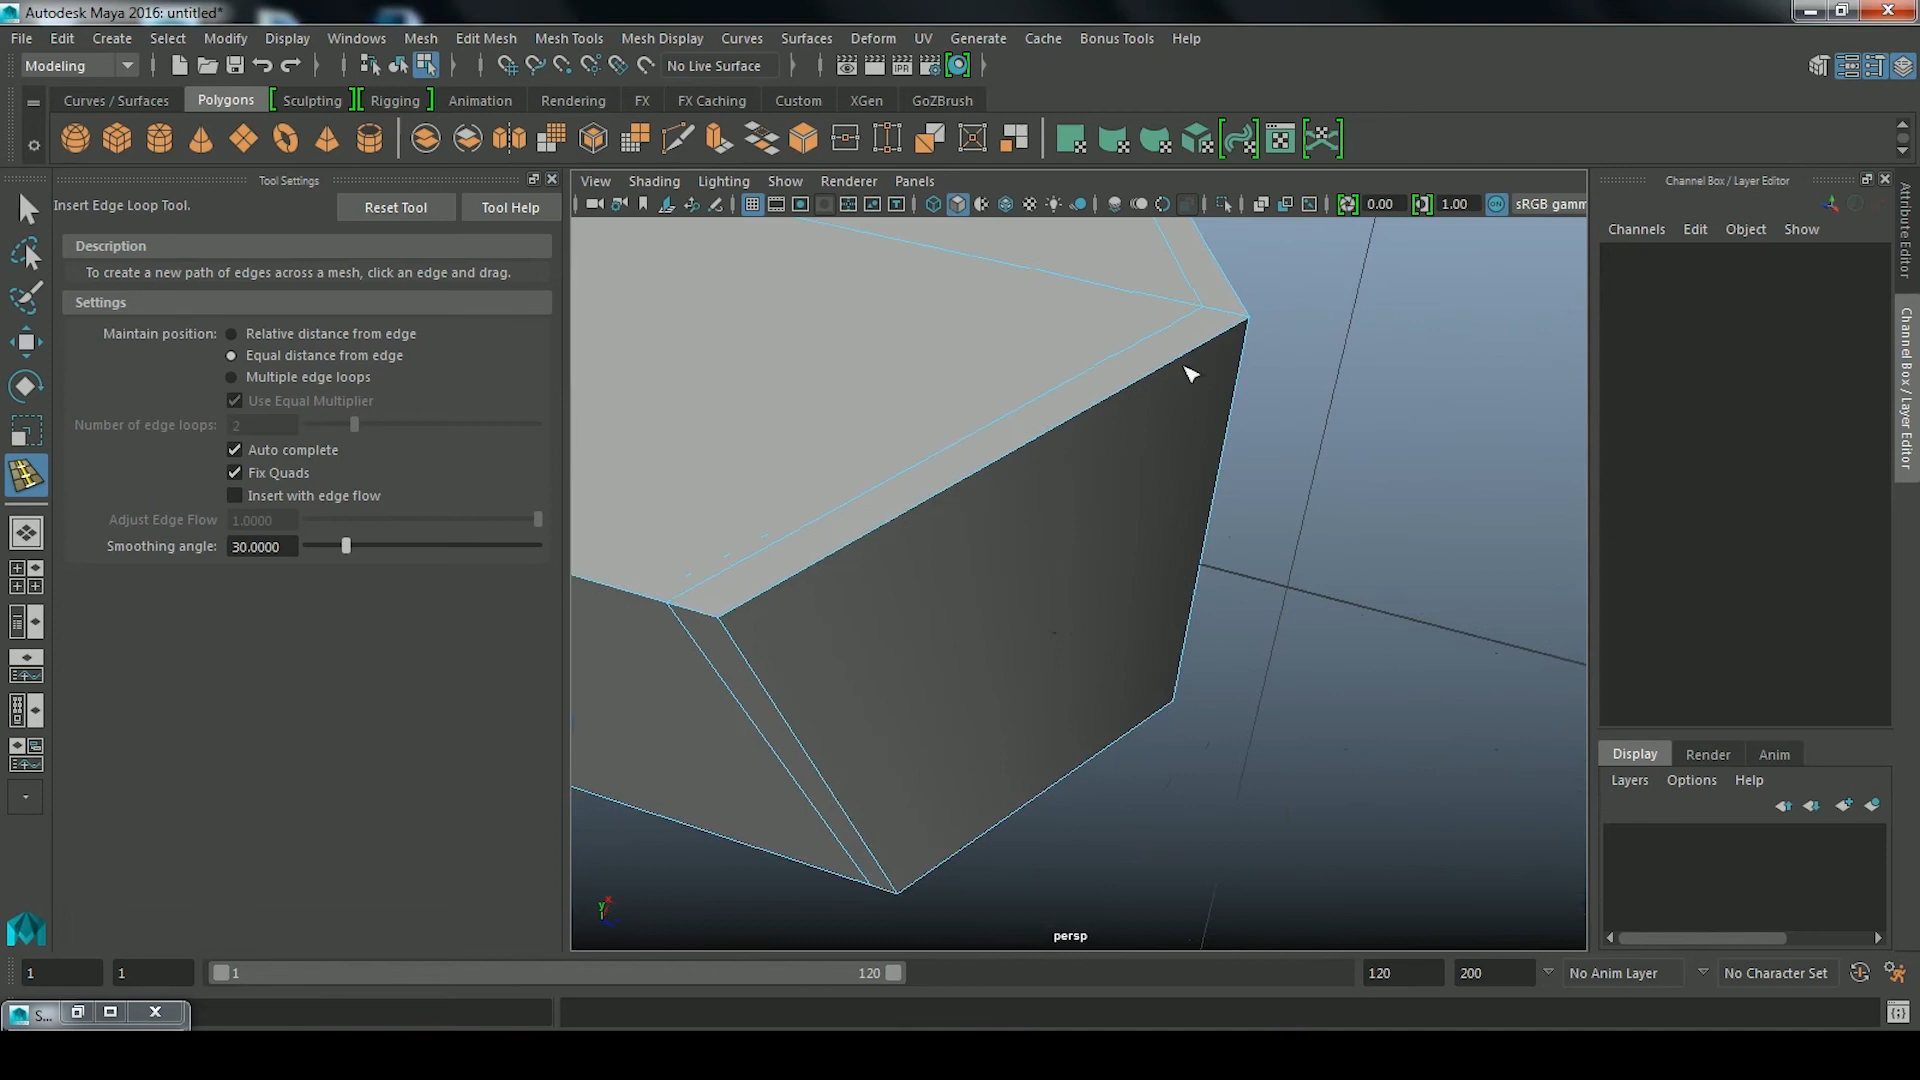 Autodesk Maya 2016: untitled*
File Edit Create Select Modify Display Windows Mesh Edit Mesh Mesh Tools Mesh Display Curves Surfaces Deform UV Generate Cache Bonus Tools Help
Modeling No Live Surface IPR
Curves / Surfaces Polygons Sculpting Rigging Animation Rendering FX FX Caching Custom XGen GoZBrush
Tool Settings
Insert Edge Loop Tool.
Reset Tool Tool Help
Description
To create a new path of edges across a mesh, click an edge and drag.
Settings
Maintain position: Relative distance from edge
Equal distance from edge
Multiple edge loops
Use Equal Multiplier
Number of edge loops: 2
Auto complete
Fix Quads
Insert with edge flow
Adjust Edge Flow 1.0000
Smoothing angle: 30.0000
View Shading Lighting Show Renderer Panels
0.00 1.00 ON sRGB gamm
y
persp
Channel Box / Layer Editor
Channels Edit Object Show
Attribute Editor
Channel Box / Layer Editor
Display Render Anim
Layers Options Help
1 1 1 120 120 200 No Anim Layer No Character Set
S...